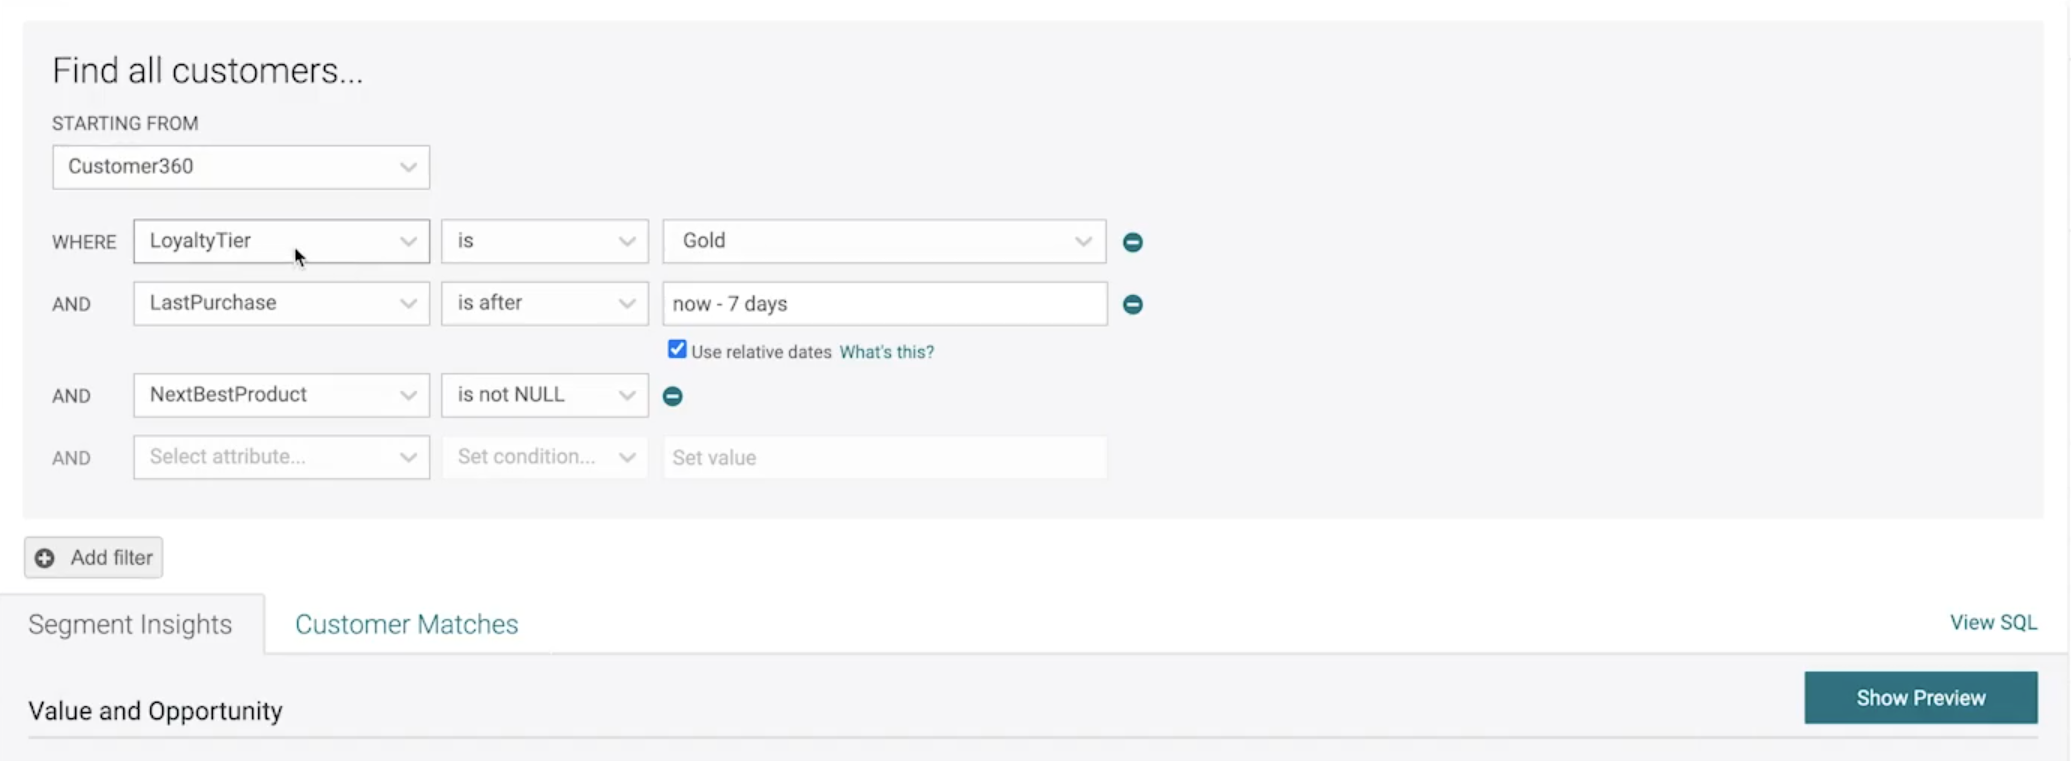 Find all customers...
STARTING FROM
Customer360
WHERE LoyaltyTier is Gold
AND LastPurchase is after now - 7 days
Use relative dates What's this?
AND NextBestProduct is not NULL
AND Select attribute... Set condition... Set value
Add filter
Segment Insights Customer Matches View SQL
Value and Opportunity Show Preview